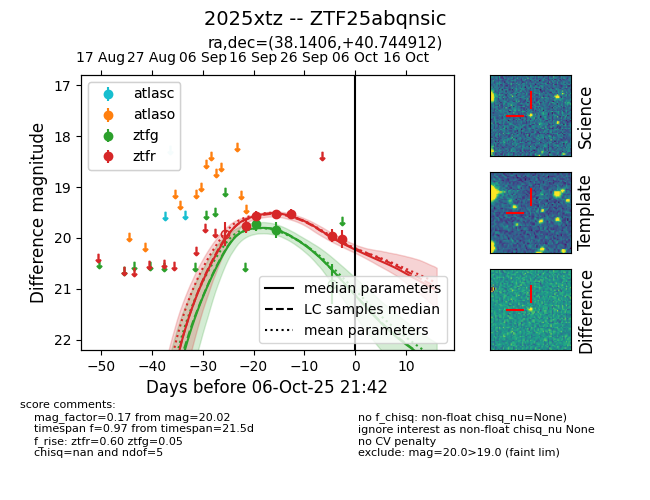 2025xtz -- ZTF25abqnsic
ra,dec=(38.1406,+40.744912)
17 Aug 27 Aug 06 Sep 16 Sep 26 Sep 06 Oct 16 Oct
17
18
19
20
21
22
Difference magnitude
atlasc
atlaso
ztfg
ztfr
median parameters
LC samples median
mean parameters
−50 −40 −30 −20 −10 0 10
Days before 06-Oct-25 21:42
Science
Template
Difference
score comments:
mag_factor=0.17 from mag=20.02
timespan f=0.97 from timespan=21.5d
f_rise: ztfr=0.60 ztfg=0.05
chisq=nan and ndof=5
no f_chisq: non-float chisq_nu=None)
ignore interest as non-float chisq_nu None
no CV penalty
exclude: mag=20.0>19.0 (faint lim)